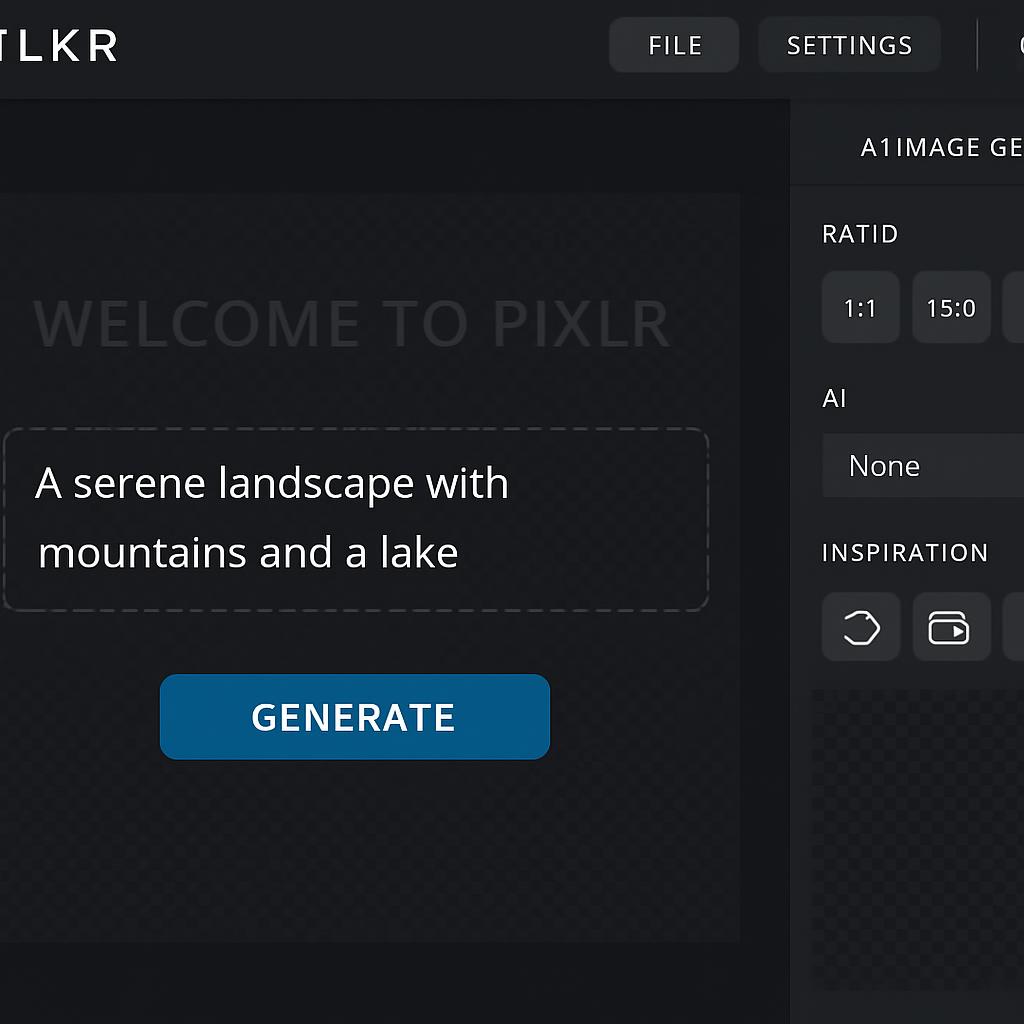 TLKR
FILE
SETTINGS
A1IMAGE GE
WELCOME TO PIXLR
A serene landscape with
mountains and a lake
GENERATE
RATID
1:1
15:0
AI
None
INSPIRATION